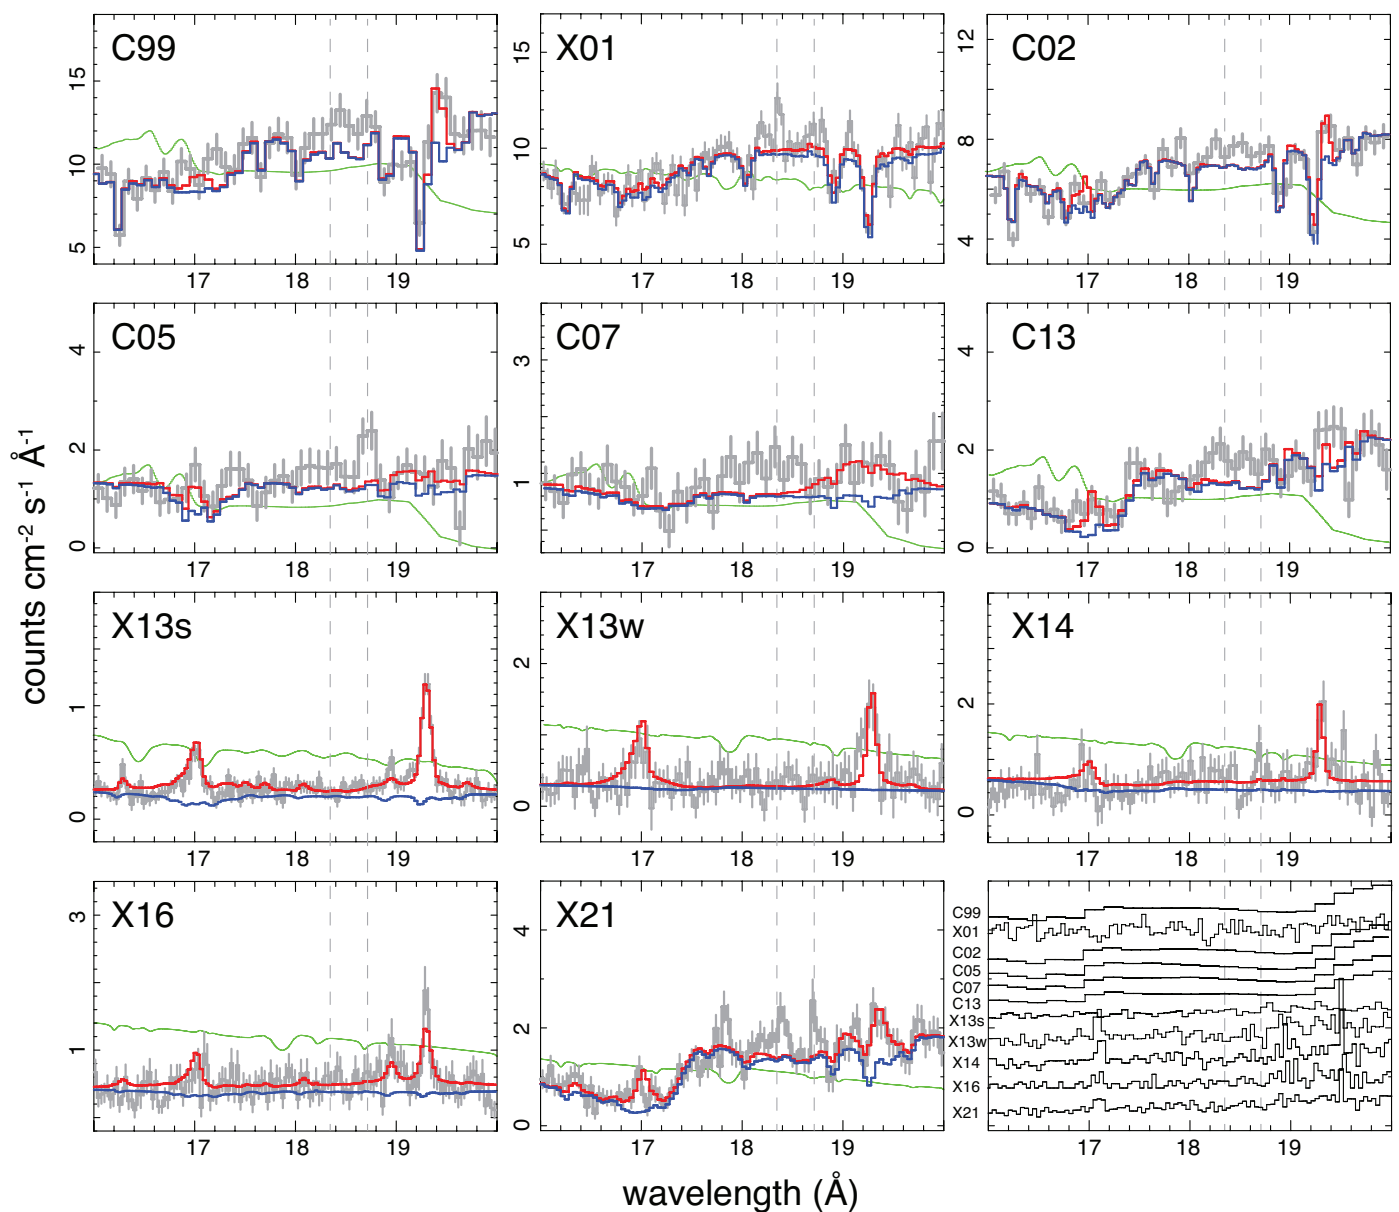 C99
X01
C02
5 10 15
5 10 15
4 8 12
17 18 19
17 18 19
17 18 19
C05
C07
C13
0 2 4
1 3
0 2 4
17 18 19
17 18 19
17 18 19
counts cm-2 s-1 Å-1
X13s
X13w
X14
0 1
0 2
0 2
17 18 19
17 18 19
17 18 19
X16
X21
1 3
0 2 4
C99
X01
C02
C05
C07
C13
X13s
X13w
X14
X16
X21
17 18 19
17 18 19
17 18 19
wavelength (Å)